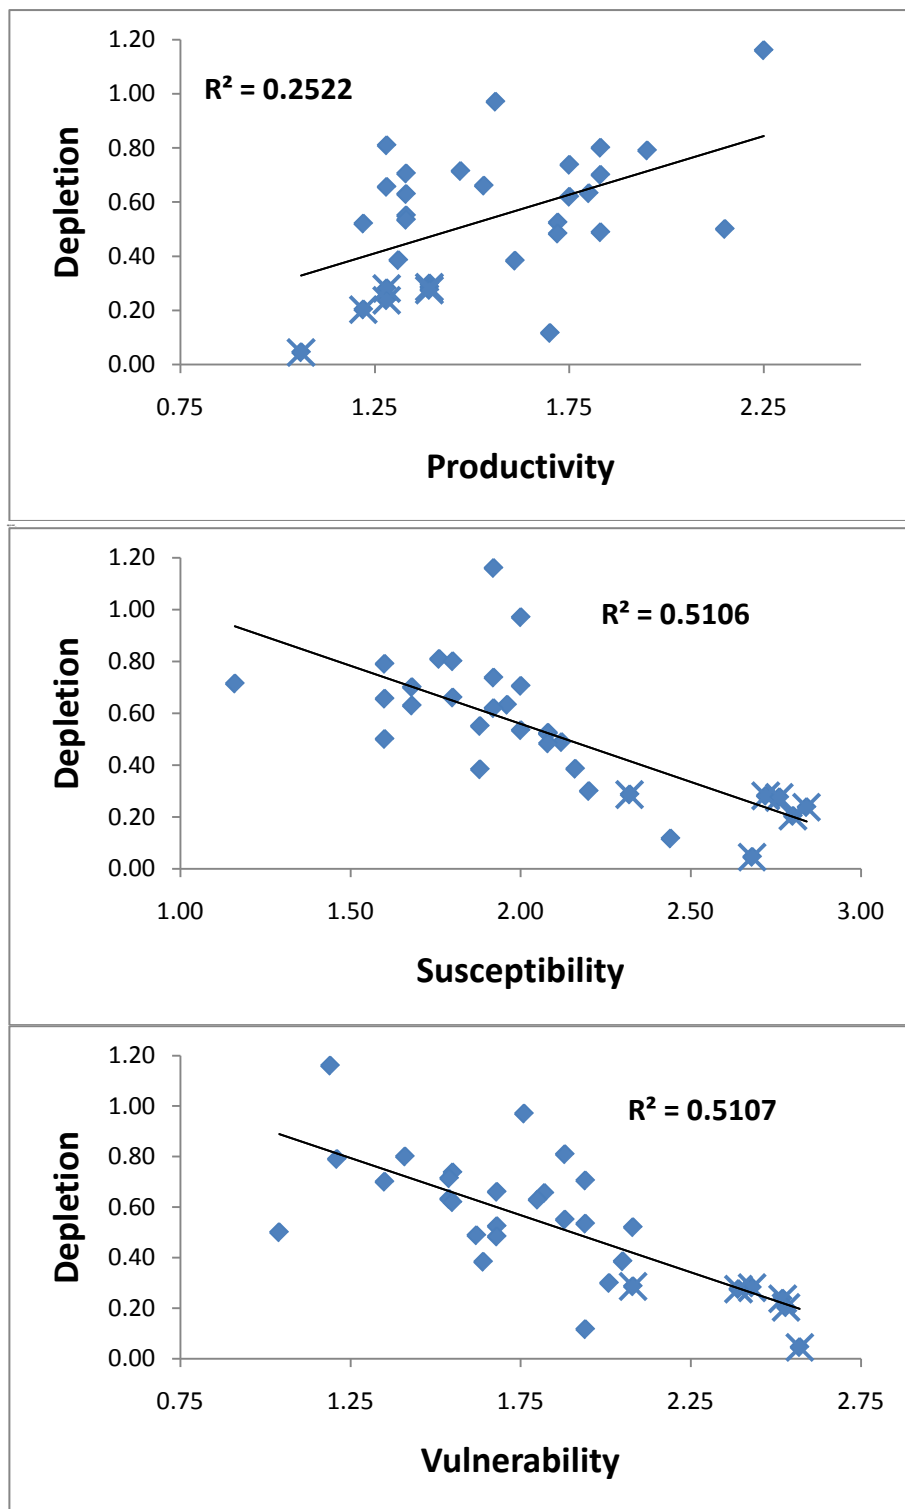 1.20
R² = 0.2522
1.00
0.80
0.60
0.40
0.20
0.00
Depletion
0.75 1.25 1.75 2.25
Productivity
1.20
R² = 0.5106
1.00
0.80
0.60
0.40
0.20
0.00
Depletion
1.00 1.50 2.00 2.50 3.00
Susceptibility
1.20
R² = 0.5107
1.00
0.80
0.60
0.40
0.20
0.00
Depletion
0.75 1.25 1.75 2.25 2.75
Vulnerability